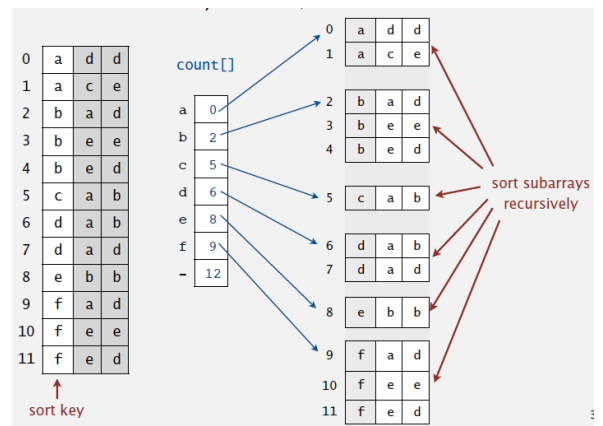 0 a d d
1 a c e
2 b a d
3 b e e
4 b e d
5 c a b
6 d a b
7 d a d
8 e b b
9 f a d
10 f e e
11 f e d
sort key
count[]
a 0
b 2
c 5
d 6
e 8
f 9
- 12
0 a d d
1 a c e
2 b a d
3 b e e
4 b e d
5 c a b
6 d a b
7 d a d
8 e b b
9 f a d
10 f e e
11 f e d
sort subarrays
recursively